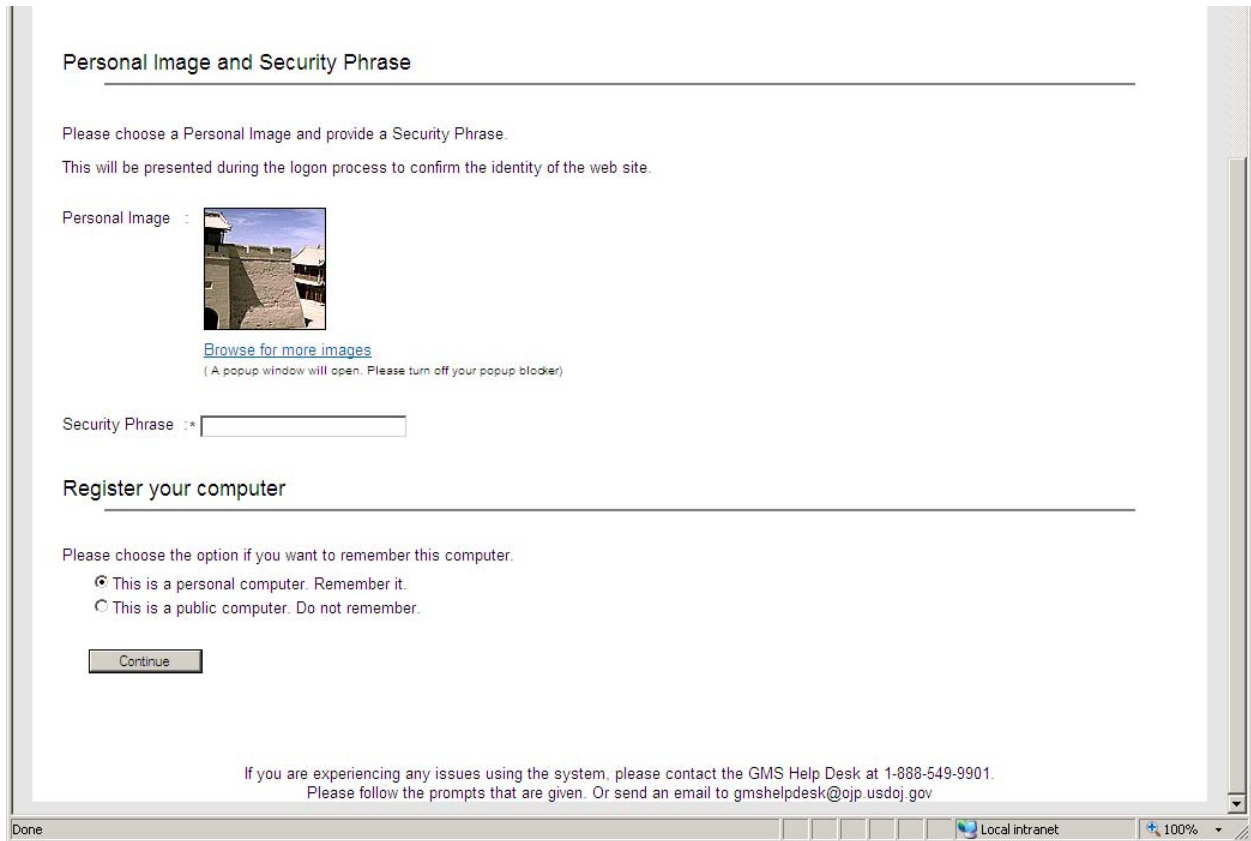 Personal Image and Security Phrase
Please choose a Personal Image and provide a Security Phrase.
This will be presented during the logon process to confirm the identity of the web site.
Personal Image :
Browse for more images
( A popup window will open. Please turn off your popup blocker)
Security Phrase :*
Register your computer
Please choose the option if you want to remember this computer.
This is a personal computer. Remember it.
This is a public computer. Do not remember.
Continue
If you are experiencing any issues using the system, please contact the GMS Help Desk at 1-888-549-9901.
Please follow the prompts that are given. Or send an email to gmshelpdesk@ojp.usdoj.gov
Done Local intranet 100%